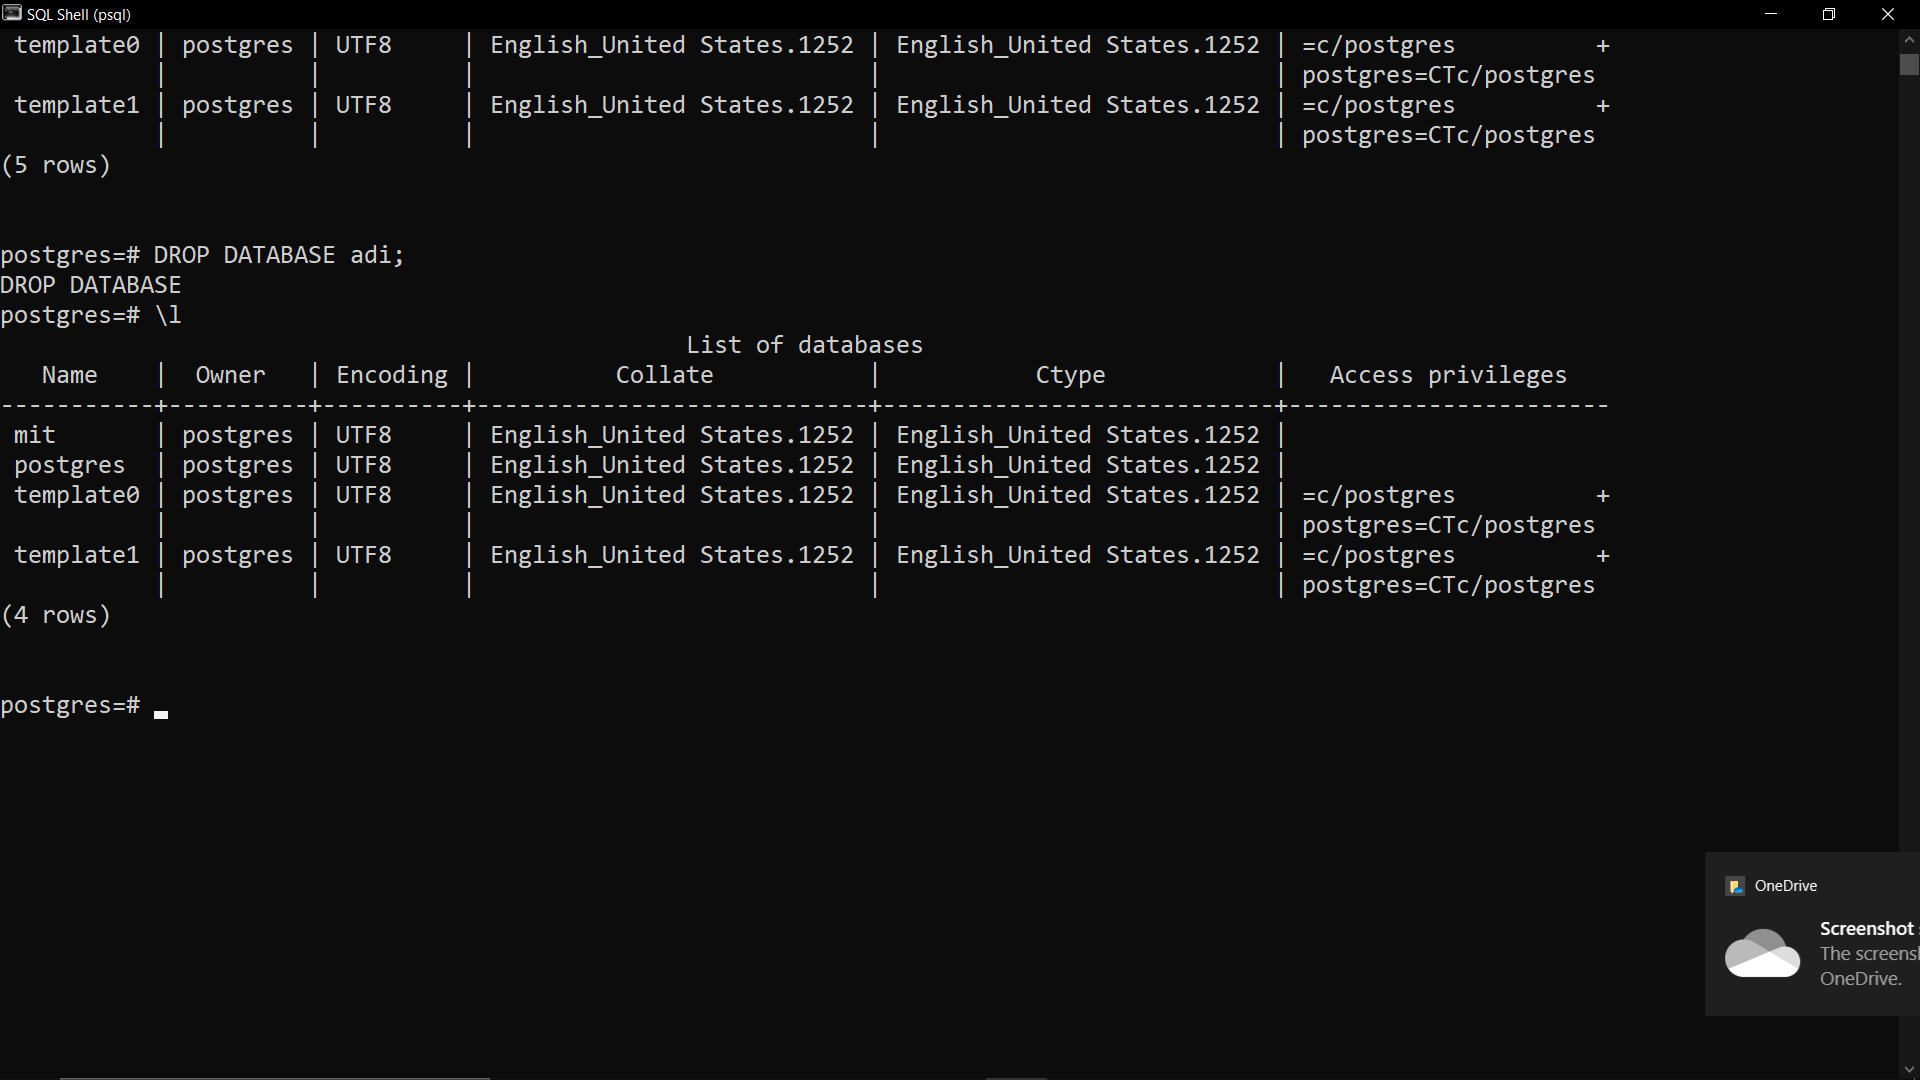 SQL Shell (psql)
 template0 | postgres | UTF8     | English_United States.1252 | English_United States.1252 | =c/postgres          +
           |          |          |                            |                            | postgres=CTc/postgres
 template1 | postgres | UTF8     | English_United States.1252 | English_United States.1252 | =c/postgres          +
           |          |          |                            |                            | postgres=CTc/postgres
(5 rows)
postgres=# DROP DATABASE adi;
DROP DATABASE
postgres=# \l
                                                 List of databases
   Name    |  Owner   | Encoding |          Collate           |           Ctype            |   Access privileges
-----------+----------+----------+----------------------------+----------------------------+-----------------------
 mit       | postgres | UTF8     | English_United States.1252 | English_United States.1252 |
 postgres  | postgres | UTF8     | English_United States.1252 | English_United States.1252 |
 template0 | postgres | UTF8     | English_United States.1252 | English_United States.1252 | =c/postgres          +
           |          |          |                            |                            | postgres=CTc/postgres
 template1 | postgres | UTF8     | English_United States.1252 | English_United States.1252 | =c/postgres          +
           |          |          |                            |                            | postgres=CTc/postgres
(4 rows)
postgres=#
OneDrive
Screenshot
The
OneDrive.